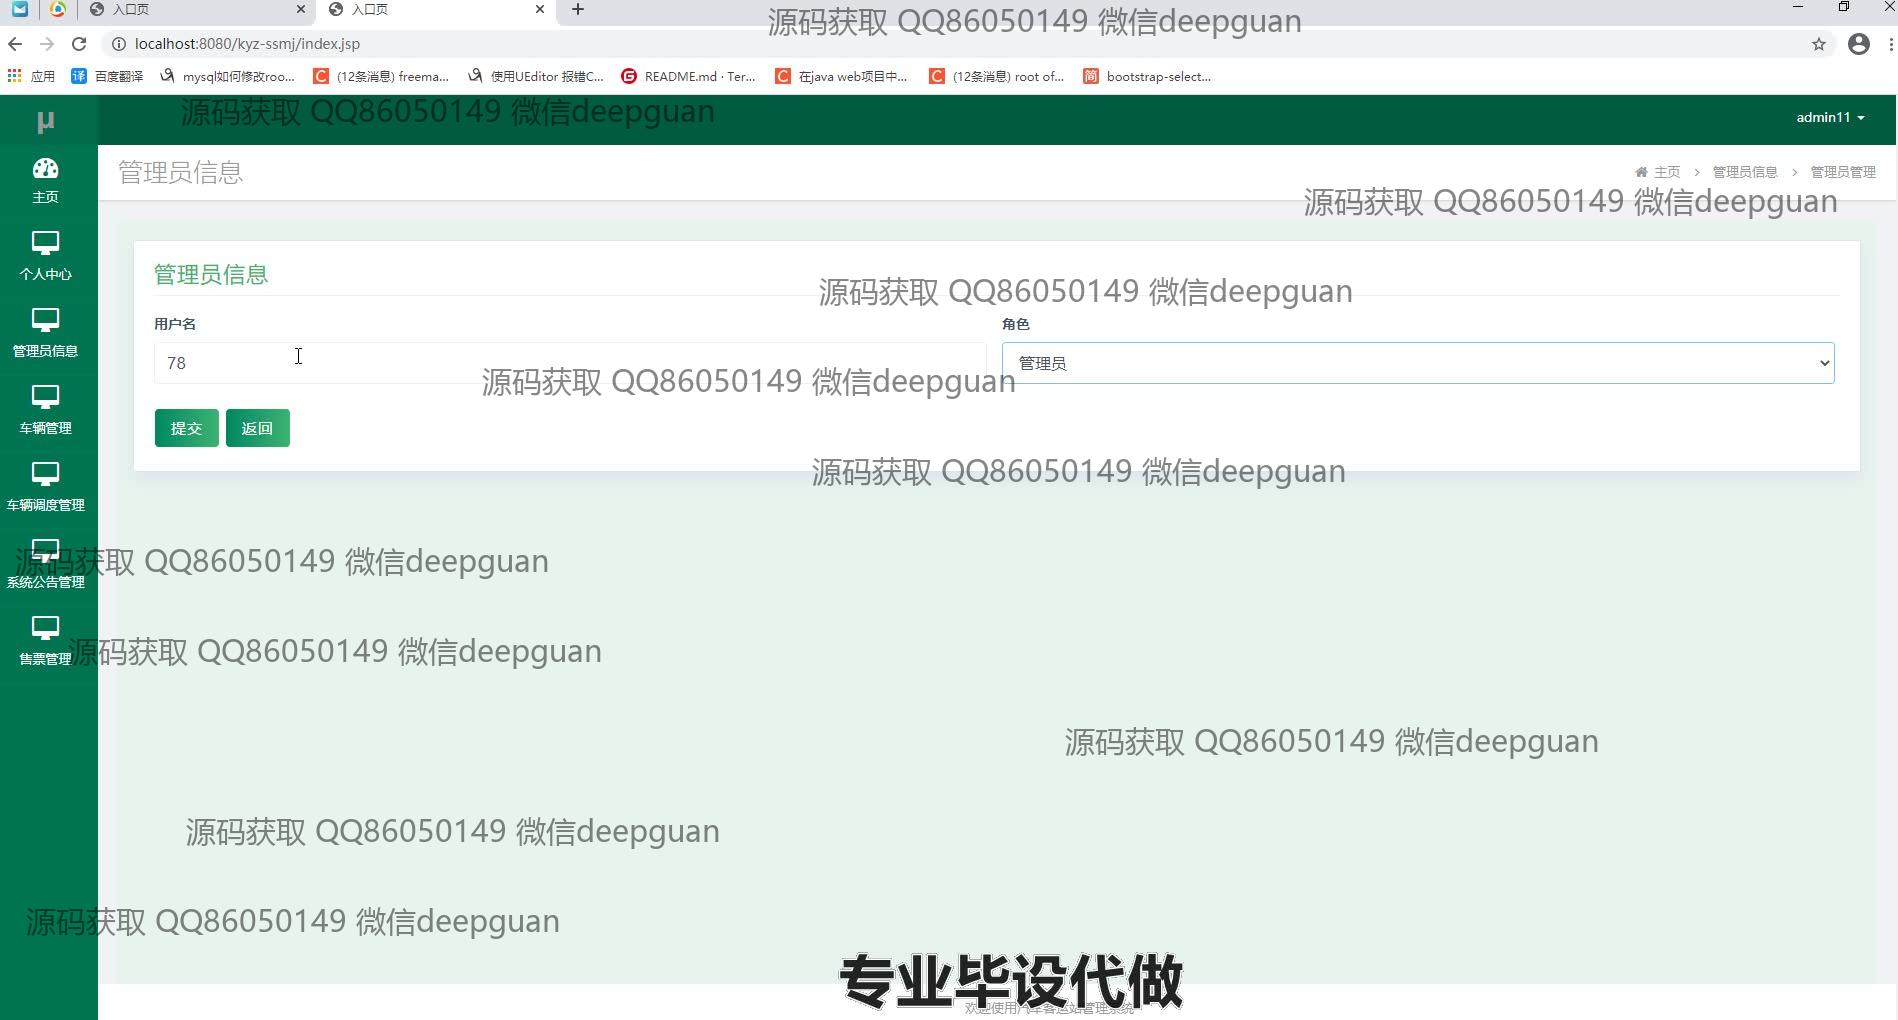 入口页
入口页
源码获取 QQ86050149 微信deepguan
localhost:8080/kyz-ssmj/index.jsp
应用 百度翻译 mysql如何修改roo... (12条消息) freema... 使用UEditor 报错C... README.md · Ter... 在java web项目中... (12条消息) root of... bootstrap-select...
源码获取 QQ86050149 微信deepguan
µ
admin11
主页
管理员信息
主页 > 管理员信息 > 管理员管理
源码获取 QQ86050149 微信deepguan
个人中心
管理员信息
源码获取 QQ86050149 微信deepguan
用户名
角色
管理员信息
78
管理员
源码获取 QQ86050149 微信deepguan
车辆管理
提交
返回
源码获取 QQ86050149 微信deepguan
车辆调度管理
源码获取 QQ86050149 微信deepguan
系统公告管理
源码获取 QQ86050149 微信deepguan
售票管理
源码获取 QQ86050149 微信deepguan
源码获取 QQ86050149 微信deepguan
源码获取 QQ86050149 微信deepguan
专业毕设代做
欢迎使用汽车客运站管理系统